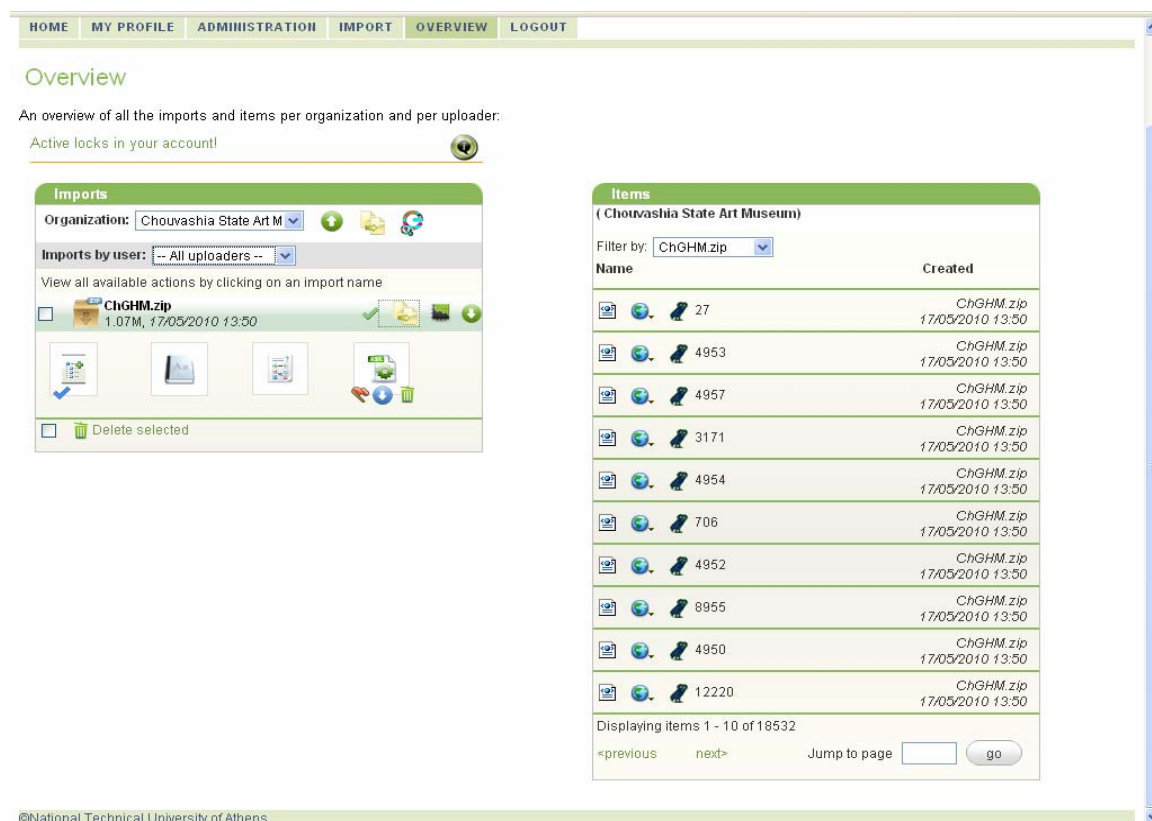 HOME MY PROFILE ADMINISTRATION IMPORT OVERVIEW LOGOUT
Overview
An overview of all the imports and items per organization and per uploader:
Active locks in your account!
Imports
Organization: Chouvashia State Art M
Imports by user: -- All uploaders --
View all available actions by clicking on an import name
ChGHM.zip
1.07M, 17/05/2010 13:50
Delete selected
Items
( Chouvashia State Art Museum)
Filter by: ChGHM.zip
Name Created
27 ChGHM.zip
17/05/2010 13:50
4953 ChGHM.zip
17/05/2010 13:50
4957 ChGHM.zip
17/05/2010 13:50
3171 ChGHM.zip
17/05/2010 13:50
4954 ChGHM.zip
17/05/2010 13:50
706 ChGHM.zip
17/05/2010 13:50
4952 ChGHM.zip
17/05/2010 13:50
8955 ChGHM.zip
17/05/2010 13:50
4950 ChGHM.zip
17/05/2010 13:50
12220 ChGHM.zip
17/05/2010 13:50
Displaying items 1 - 10 of 18532
<previous next> Jump to page go
©National Technical University of Athens